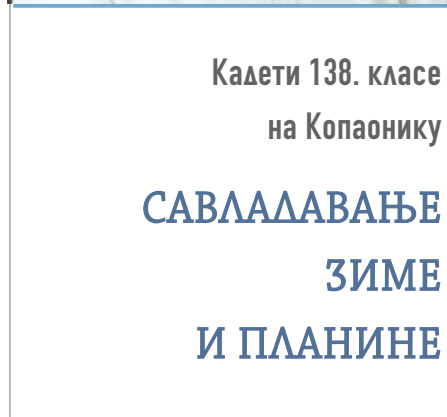 Кадети 138. класе
на Копаонику
САВЛАДАВАЊЕ
ЗИМЕ
И ПЛАНИНЕ